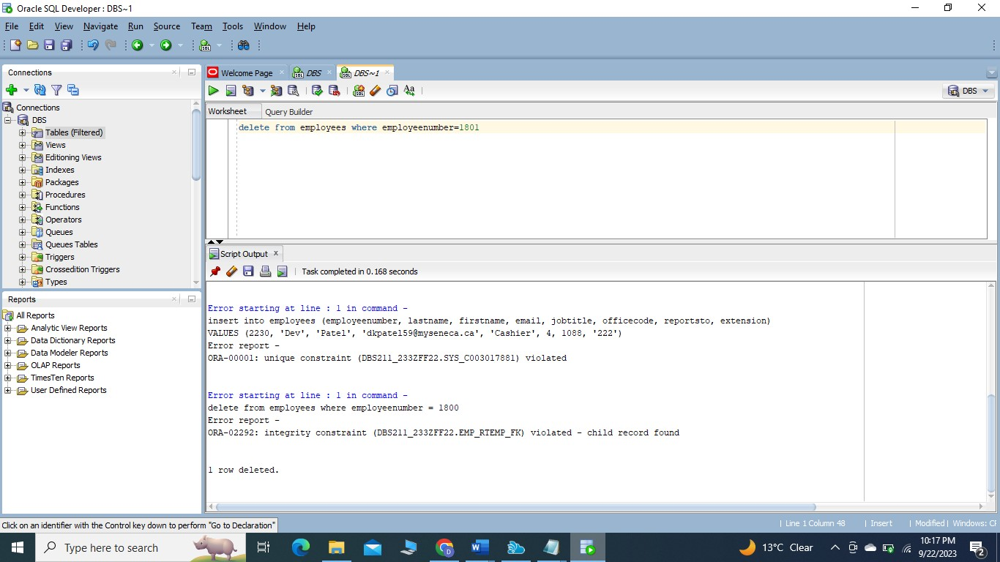 Oracle SQL Developer : DBS~1
File Edit View Navigate Run Source Team Tools Window Help
Connections
Connections
DBS
Tables (Filtered)
Views
Editioning Views
Indexes
Packages
Procedures
Functions
Operators
Queues
Queues Tables
Triggers
Crossedition Triggers
Types
Reports
All Reports
Analytic View Reports
Data Dictionary Reports
Data Modeler Reports
OLAP Reports
TimesTen Reports
User Defined Reports
Welcome Page DBS DBS~1
DBS
Worksheet Query Builder
delete from employees where employeenumber=1801
Script Output
Task completed in 0.168 seconds
Error starting at line : 1 in command -
insert into employees (employeenumber, lastname, firstname, email, jobtitle, officecode, reportsto, extension)
VALUES (2230, 'Dev', 'Patel', 'dkpatel59@myseneca.ca', 'Cashier', 4, 1088, '222')
Error report -
ORA-00001: unique constraint (DBS211_233ZFF22.SYS_C003017881) violated
Error starting at line : 1 in command -
delete from employees where employeenumber = 1800
Error report -
ORA-02292: integrity constraint (DBS211_233ZFF22.EMP_RTEMP_FK) violated - child record found
1 row deleted.
Click on an identifier with the Control key down to perform "Go to Declaration"
| Line 1 Column 48 | Insert | Modified | Windows: CF
Type here to search
13°C Clear
10:17 PM
9/22/2023
2